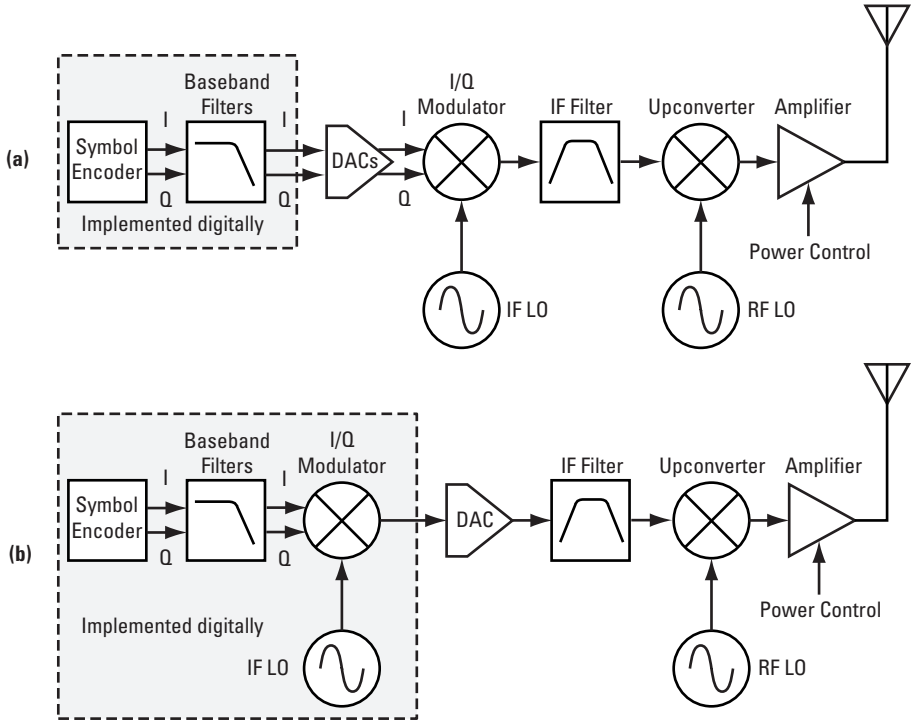 Baseband
Filters
I/Q
Modulator
IF Filter
Upconverter
Amplifier
(a)
Symbol
Encoder
I
Q
I
Q
DACs
I
Q
Implemented digitally
Power Control
IF LO
RF LO
Baseband
Filters
I/Q
Modulator
IF Filter
Upconverter
Amplifier
(b)
Symbol
Encoder
I
Q
I
Q
DAC
Implemented digitally
Power Control
IF LO
RF LO